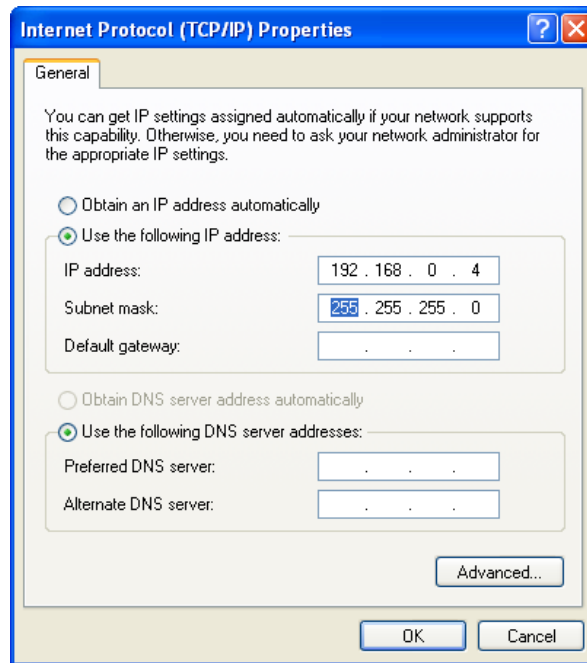 Internet Protocol (TCP/IP) Properties
General
You can get IP settings assigned automatically if your network supports
this capability. Otherwise, you need to ask your network administrator for
the appropriate IP settings.
Obtain an IP address automatically
Use the following IP address:
IP address: 192 . 168 . 0 . 4
Subnet mask: 255 . 255 . 255 . 0
Default gateway: . . .
Obtain DNS server address automatically
Use the following DNS server addresses:
Preferred DNS server: . . .
Alternate DNS server: . . .
Advanced...
OK Cancel